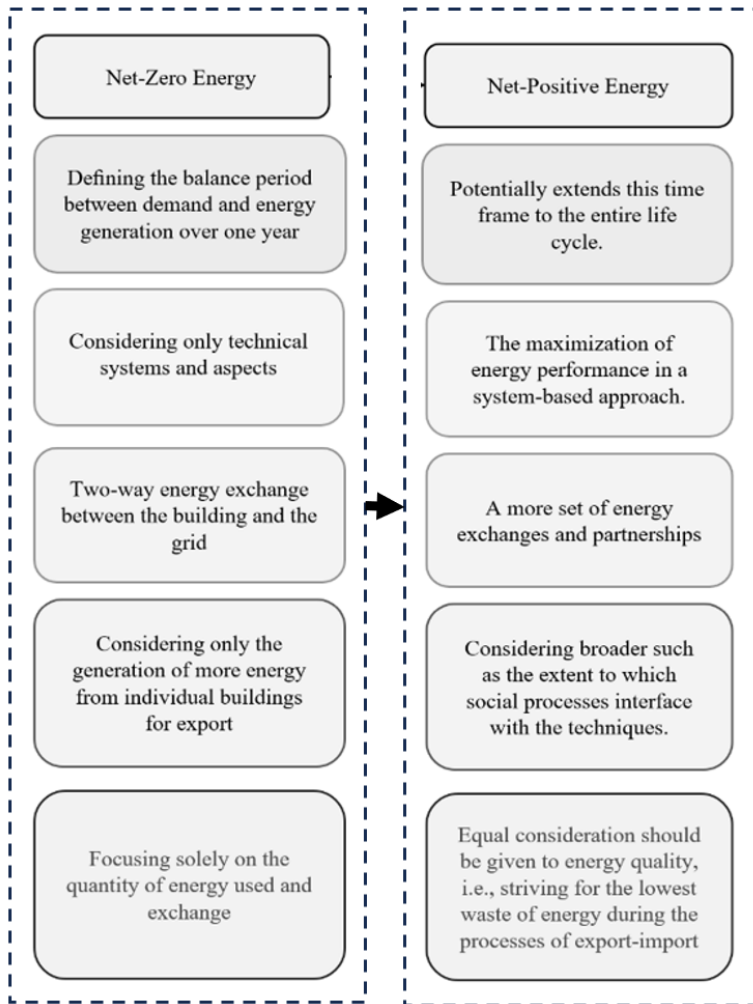 Net-Zero Energy
Defining the balance period
between demand and energy
generation over one year
Considering only technical
systems and aspects
Two-way energy exchange
between the building and the
grid
Considering only the
generation of more energy
from individual buildings
for export
Focusing solely on the
quantity of energy used and
exchange
Net-Positive Energy
Potentially extends this time
frame to the entire life
cycle.
The maximization of
energy performance in a
system-based approach.
A more set of energy
exchanges and partnerships
Considering broader such
as the extent to which
social processes interface
with the techniques.
Equal consideration should
be given to energy quality,
i.e., striving for the lowest
waste of energy during the
processes of export-import